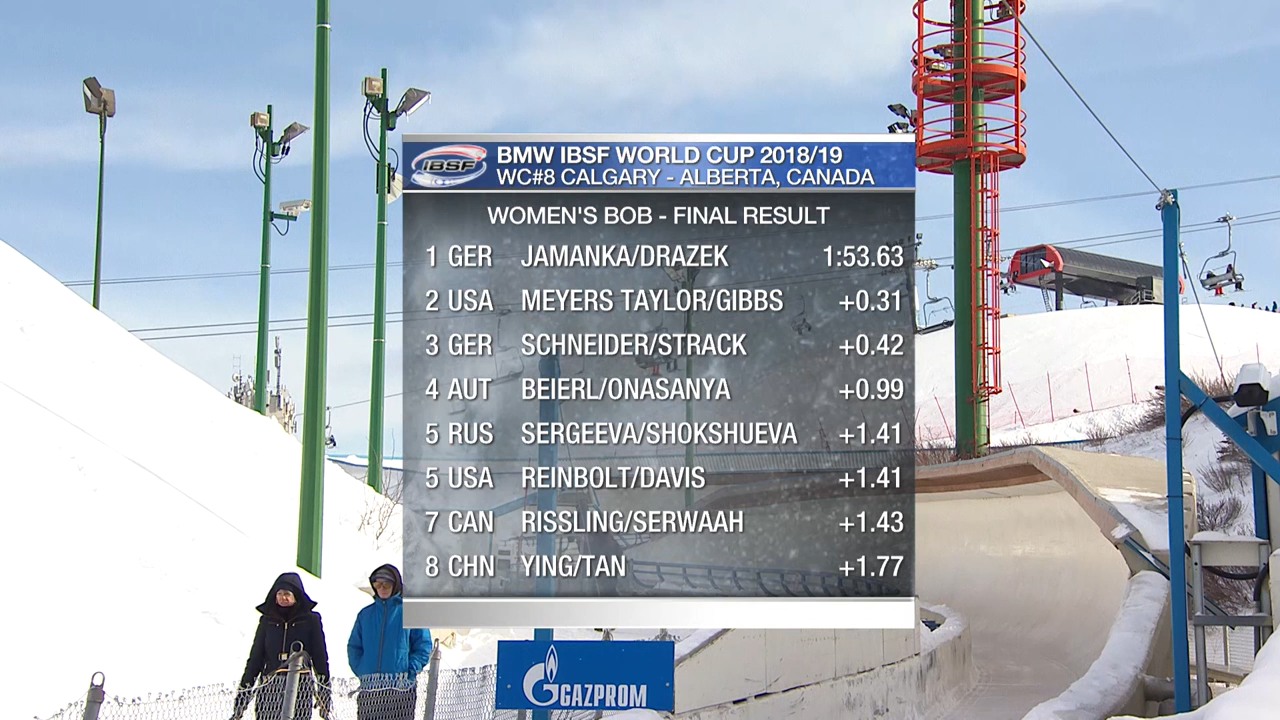 IBSF
BMW IBSF WORLD CUP 2018/19
WC#8 CALGARY - ALBERTA, CANADA
WOMEN'S BOB - FINAL RESULT
1 GER JAMANKA/DRAZEK 1:53.63
2 USA MEYERS TAYLOR/GIBBS +0.31
3 GER SCHNEIDER/STRACK +0.42
4 AUT BEIERL/ONASANYA +0.99
5 RUS SERGEEVA/SHOKSHUEVA +1.41
5 USA REINBOLT/DAVIS +1.41
7 CAN RISSLING/SERWAAH +1.43
8 CHN YING/TAN +1.77
GAZPROM